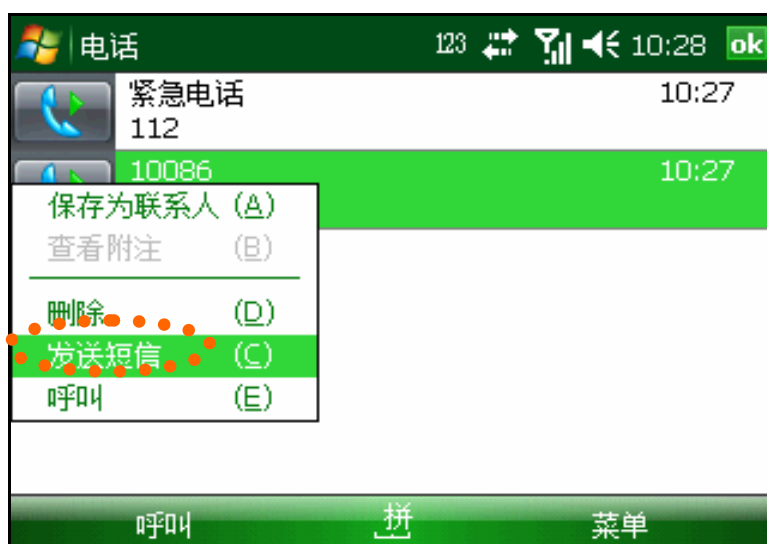 电话 123 10:28 ok
紧急电话 10:27
112
10086 10:27
保存为联系人 (A)
查看附注 (B)
删除 (D)
发送短信 (C)
呼叫 (E)
呼叫 拼 菜单